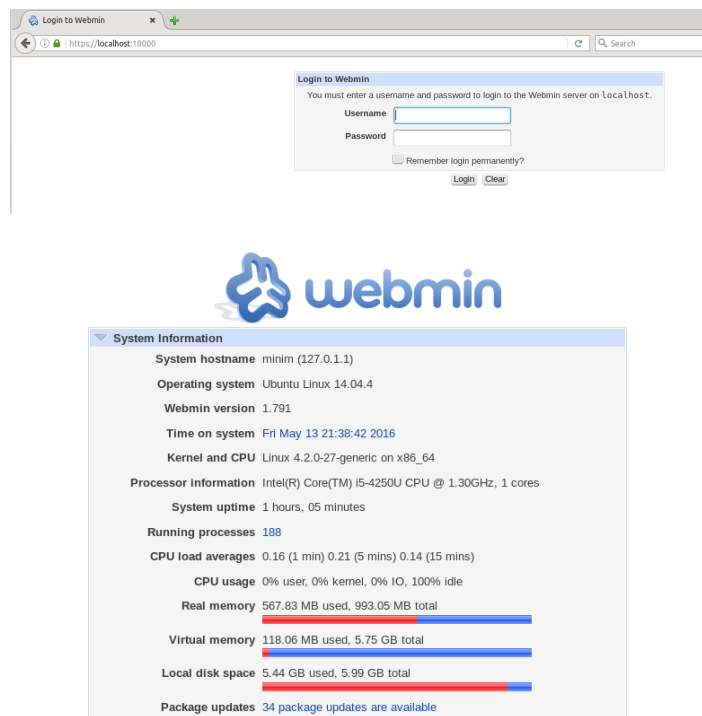 Login to Webmin
https://localhost:10000
Search
Login to Webmin
You must enter a username and password to login to the Webmin server on localhost.
Username
Password
Remember login permanently?
Login Clear
webmin
System Information
System hostname minim (127.0.1.1)
Operating system Ubuntu Linux 14.04.4
Webmin version 1.791
Time on system Fri May 13 21:38:42 2016
Kernel and CPU Linux 4.2.0-27-generic on x86_64
Processor information Intel(R) Core(TM) i5-4250U CPU @ 1.30GHz, 1 cores
System uptime 1 hours, 05 minutes
Running processes 188
CPU load averages 0.16 (1 min) 0.21 (5 mins) 0.14 (15 mins)
CPU usage 0% user, 0% kernel, 0% IO, 100% idle
Real memory 567.83 MB used, 993.05 MB total
Virtual memory 118.06 MB used, 5.75 GB total
Local disk space 5.44 GB used, 5.99 GB total
Package updates 34 package updates are available